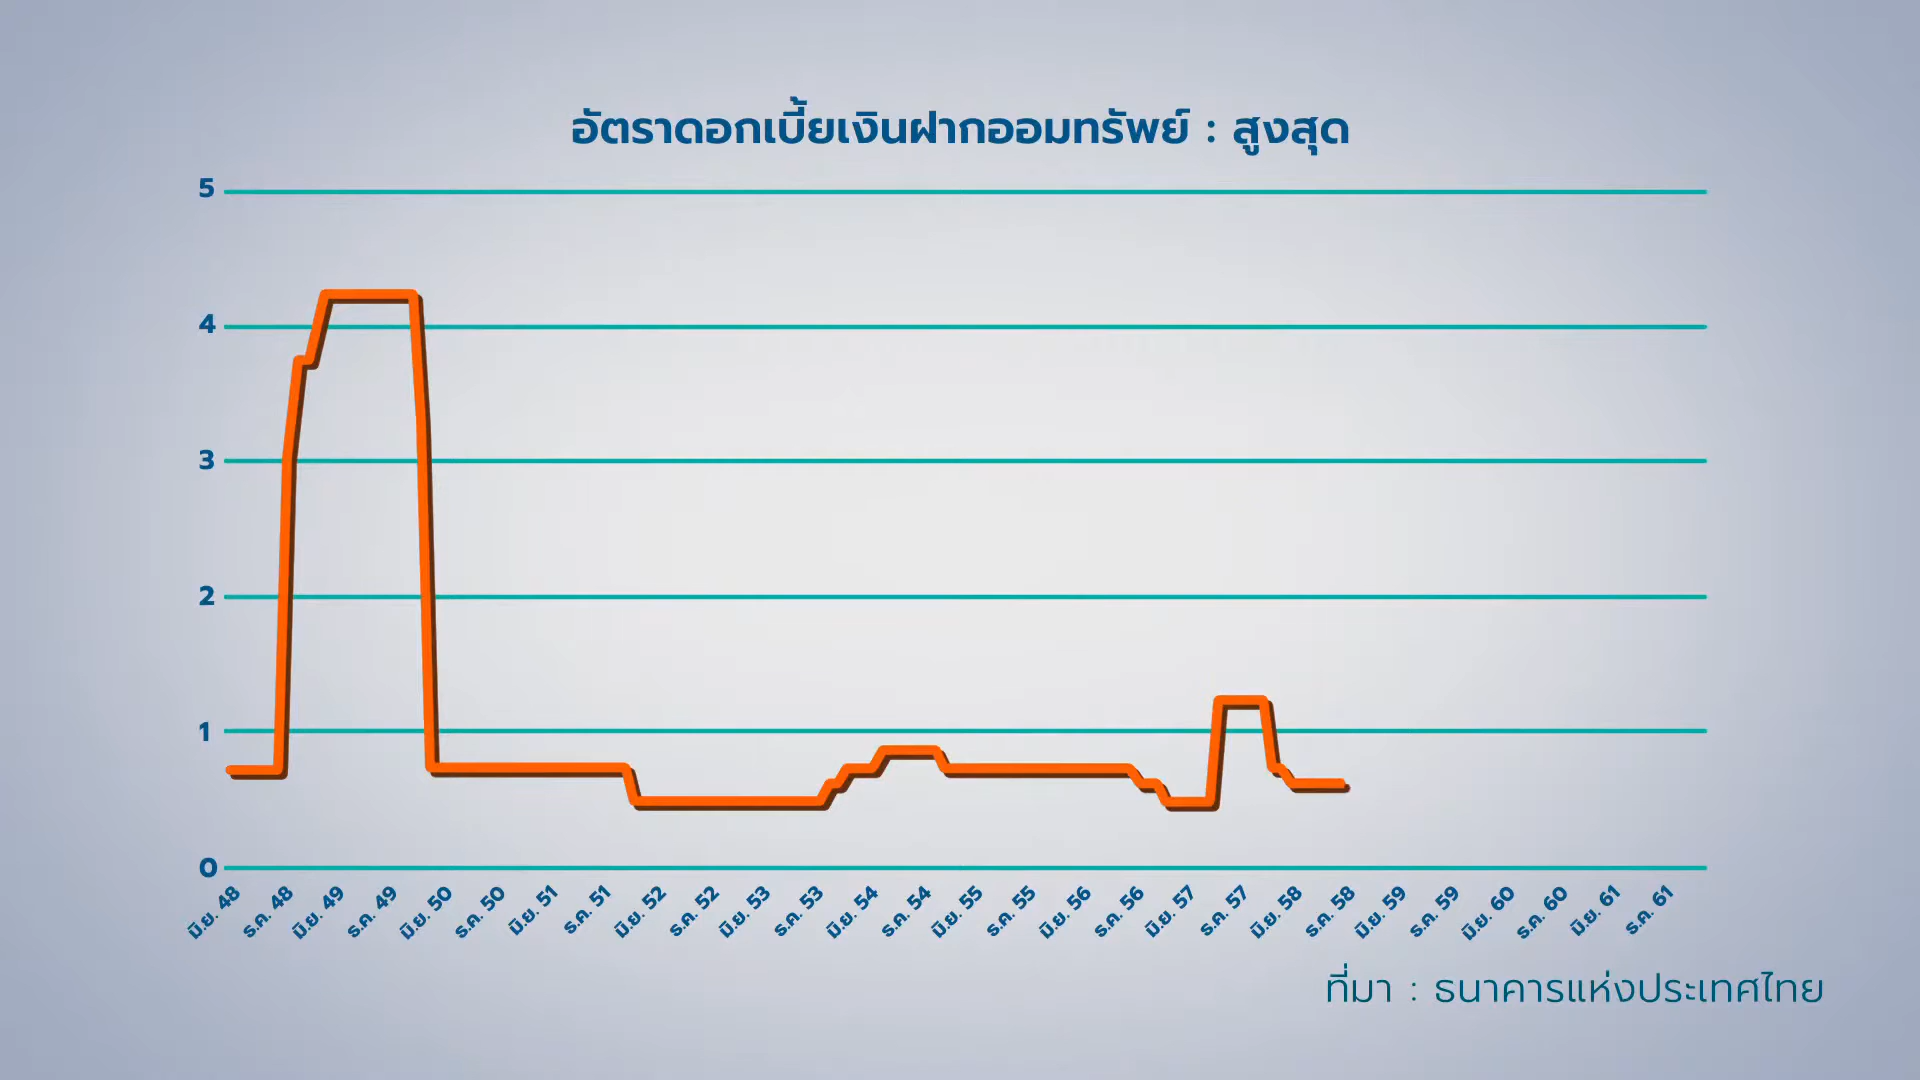 อัตราดอกเบี้ยเงินฝากออมทรัพย์ : สูงสุด
5
4
3
2
1
0
มิ.ย. 48
ธ.ค. 48
มิ.ย. 49
ธ.ค. 49
มิ.ย. 50
ธ.ค. 50
มิ.ย. 51
ธ.ค. 51
มิ.ย. 52
ธ.ค. 52
มิ.ย. 53
ธ.ค. 53
มิ.ย. 54
ธ.ค. 54
มิ.ย. 55
ธ.ค. 55
มิ.ย. 56
ธ.ค. 56
มิ.ย. 57
ธ.ค. 57
มิ.ย. 58
ธ.ค. 58
มิ.ย. 59
ธ.ค. 59
มิ.ย. 60
ธ.ค. 60
มิ.ย. 61
ธ.ค. 61
ที่มา : ธนาคารแห่งประเทศไทย